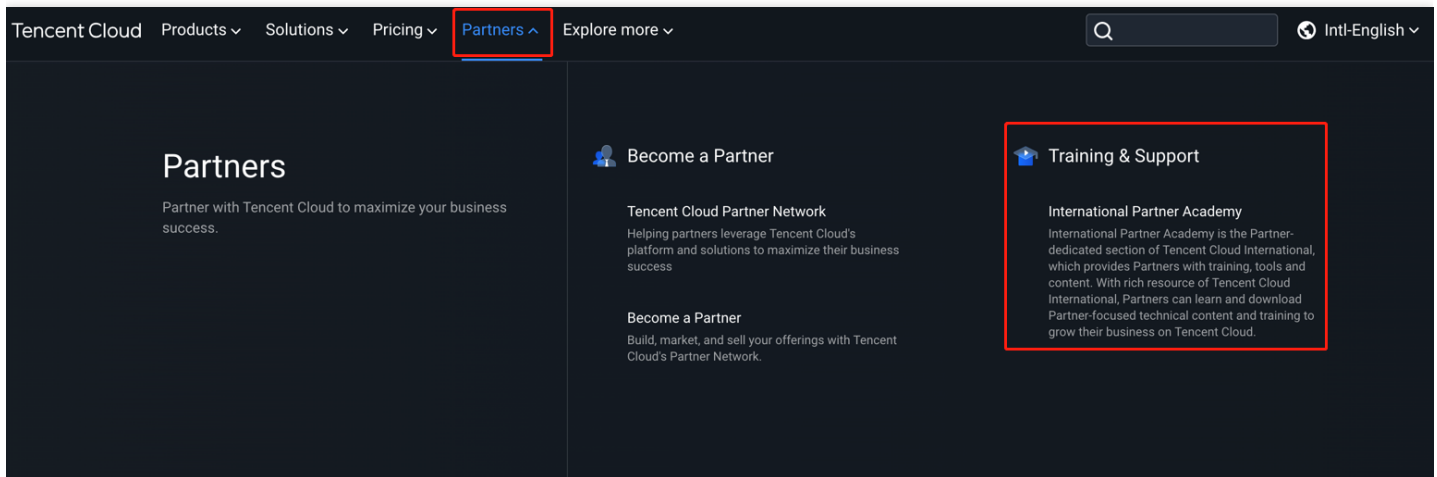 Tencent Cloud Products Solutions Pricing Partners Explore more Intl-English
Partners
Partner with Tencent Cloud to maximize your business
success.
Become a Partner
Tencent Cloud Partner Network
Helping partners leverage Tencent Cloud's
platform and solutions to maximize their business
success
Become a Partner
Build, market, and sell your offerings with Tencent
Cloud's Partner Network.
Training & Support
International Partner Academy
International Partner Academy is the Partner-
dedicated section of Tencent Cloud International,
which provides Partners with training, tools and
content. With rich resource of Tencent Cloud
International, Partners can learn and download
Partner-focused technical content and training to
grow their business on Tencent Cloud.